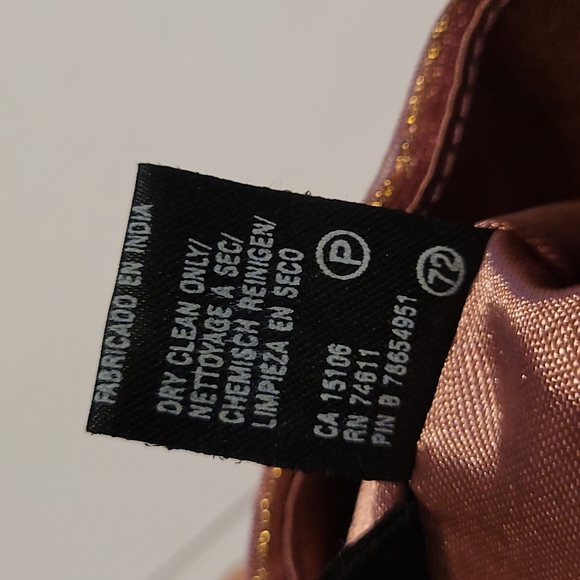 FABRICADO EN INDIA
DRY CLEAN ONLY/
NETTOYAGE A SEC/
CHEMISCH REINIGEN/
LIMPIEZA EN SECO
P
CA 15106
RN 74611
PIN B 78654951
72